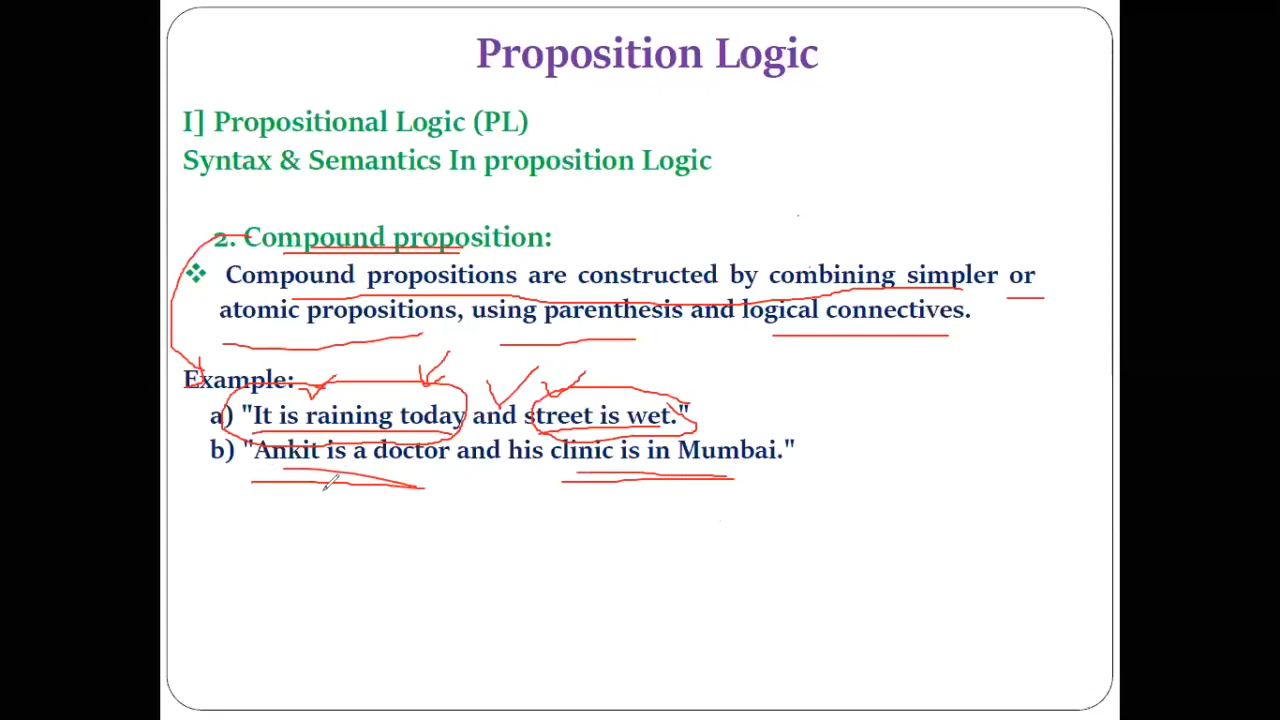 Proposition Logic
I] Propositional Logic (PL)
Syntax & Semantics In proposition Logic
2. Compound proposition:
❖ Compound propositions are constructed by combining simpler or
atomic propositions, using parenthesis and logical connectives.
Example:
a) "It is raining today and street is wet."
b) "Ankit is a doctor and his clinic is in Mumbai."